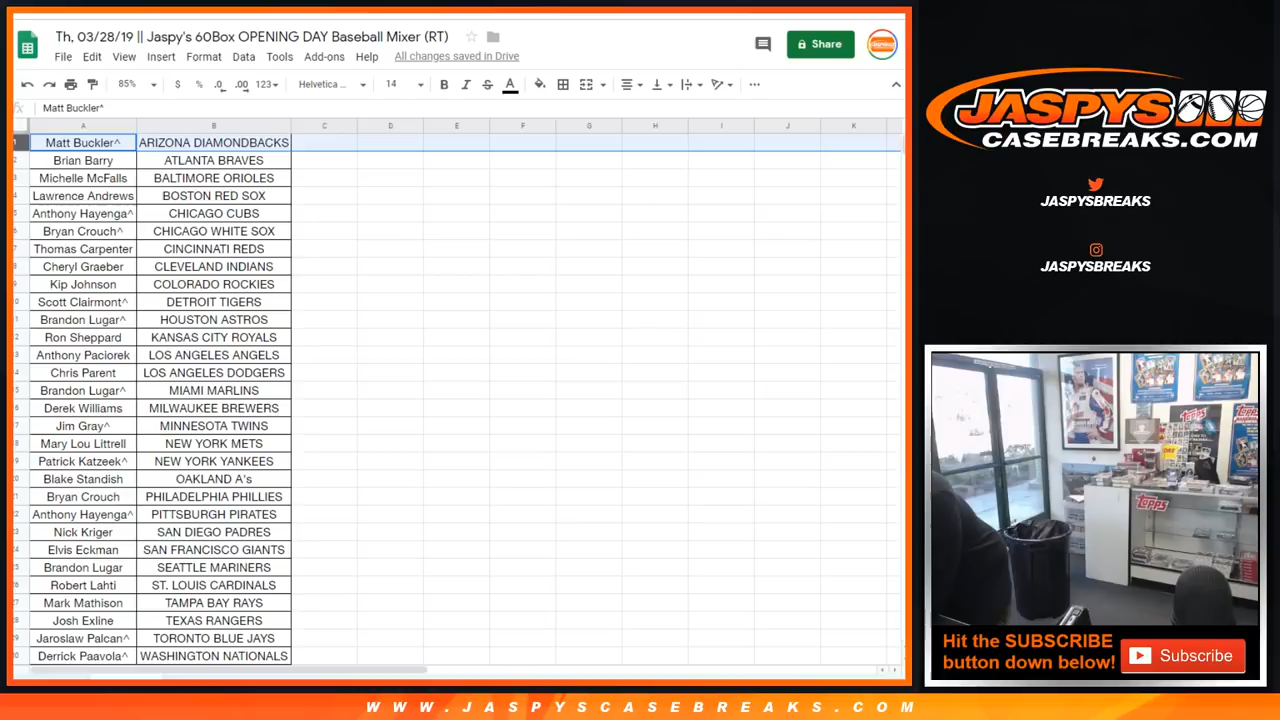 Th, 03/28/19 || Jaspy's 60Box OPENING DAY Baseball Mixer (RT)
File Edit View Insert Format Data Tools Add-ons Help All changes saved in Drive
Share
85% $ % .0 .00 123 Helvetica ... 14 B I S A
Matt Buckler^
A B C D E F G H I J K
Matt Buckler^ ARIZONA DIAMONDBACKS
Brian Barry ATLANTA BRAVES
Michelle McFalls BALTIMORE ORIOLES
Lawrence Andrews BOSTON RED SOX
Anthony Hayenga^ CHICAGO CUBS
Bryan Crouch^ CHICAGO WHITE SOX
Thomas Carpenter CINCINNATI REDS
Cheryl Graeber CLEVELAND INDIANS
Kip Johnson COLORADO ROCKIES
Scott Clairmont^ DETROIT TIGERS
Brandon Lugar^ HOUSTON ASTROS
Ron Sheppard KANSAS CITY ROYALS
Anthony Paciorek LOS ANGELES ANGELS
Chris Parent LOS ANGELES DODGERS
Brandon Lugar^ MIAMI MARLINS
Derek Williams MILWAUKEE BREWERS
Jim Gray^ MINNESOTA TWINS
Mary Lou Littrell NEW YORK METS
Patrick Katzeek^ NEW YORK YANKEES
Blake Standish OAKLAND A's
Bryan Crouch PHILADELPHIA PHILLIES
Anthony Hayenga^ PITTSBURGH PIRATES
Nick Kriger SAN DIEGO PADRES
Elvis Eckman SAN FRANCISCO GIANTS
Brandon Lugar SEATTLE MARINERS
Robert Lahti ST. LOUIS CARDINALS
Mark Mathison TAMPA BAY RAYS
Josh Exline TEXAS RANGERS
Jaroslaw Palcan^ TORONTO BLUE JAYS
Derrick Paavola^ WASHINGTON NATIONALS
JASPYS
CASEBREAKS.COM
JASPYSBREAKS
JASPYSBREAKS
Topps
Topps
Topps
Hit the SUBSCRIBE
button down below!
Subscribe
WWW.JASPYSCASEBREAKS.COM